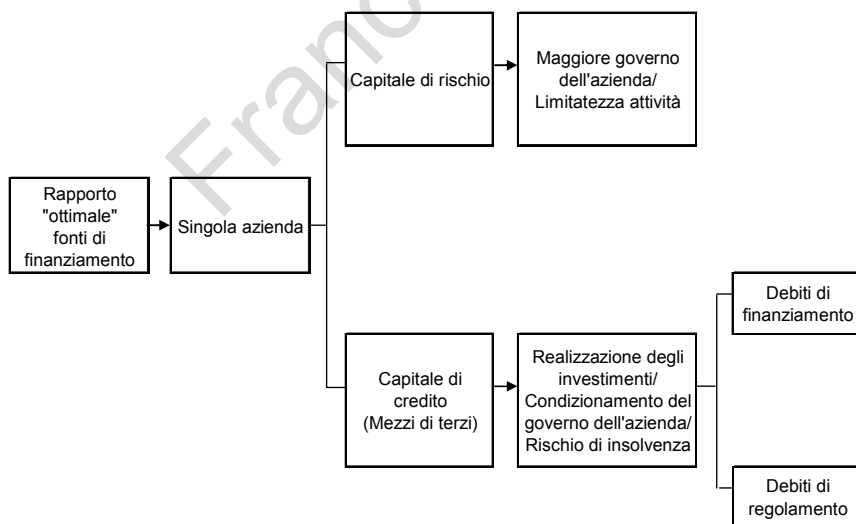 Franc
Capitale di rischio
Maggiore governo
dell'azienda/
Limitatezza attività
Rapporto
"ottimale"
fonti di
finanziamento
Singola azienda
Capitale di
credito
(Mezzi di terzi)
Realizzazione degli
investimenti/
Condizionamento del
governo dell'azienda/
Rischio di insolvenza
Debiti di
finanziamento
Debiti di
regolamento